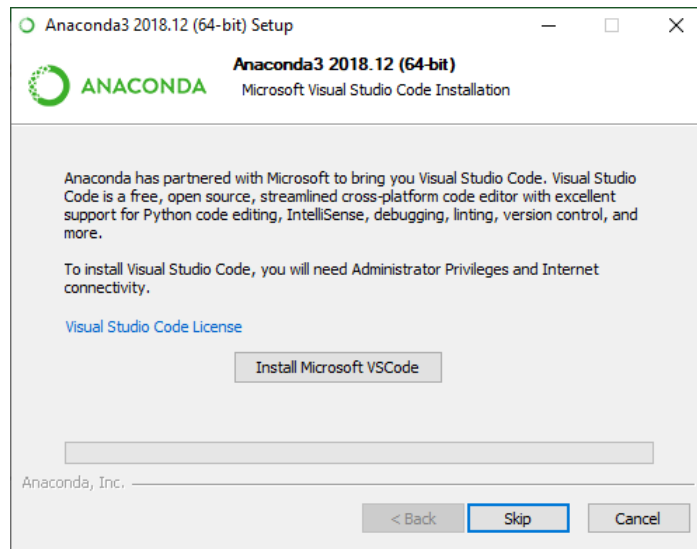 Anaconda3 2018.12 (64-bit) Setup
ANACONDA
Anaconda3 2018.12 (64-bit)
Microsoft Visual Studio Code Installation
Anaconda has partnered with Microsoft to bring you Visual Studio Code. Visual Studio
Code is a free, open source, streamlined cross-platform code editor with excellent
support for Python code editing, IntelliSense, debugging, linting, version control, and
more.
To install Visual Studio Code, you will need Administrator Privileges and Internet
connectivity.
Visual Studio Code License
Install Microsoft VSCode
Anaconda, Inc.
< Back
Skip
Cancel